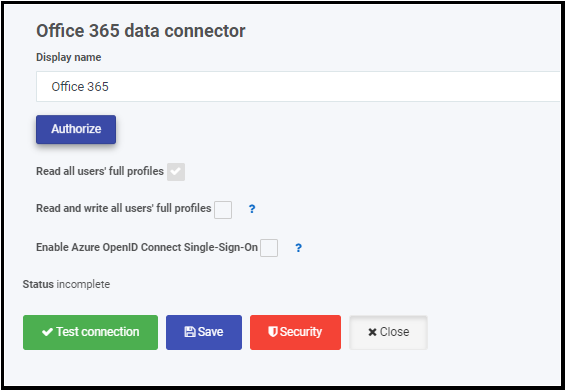 Office 365 data connector
Display name
Office 365
Authorize
Read all users' full profiles
Read and write all users' full profiles ?
Enable Azure OpenID Connect Single-Sign-On ?
Status incomplete
Test connection Save Security Close